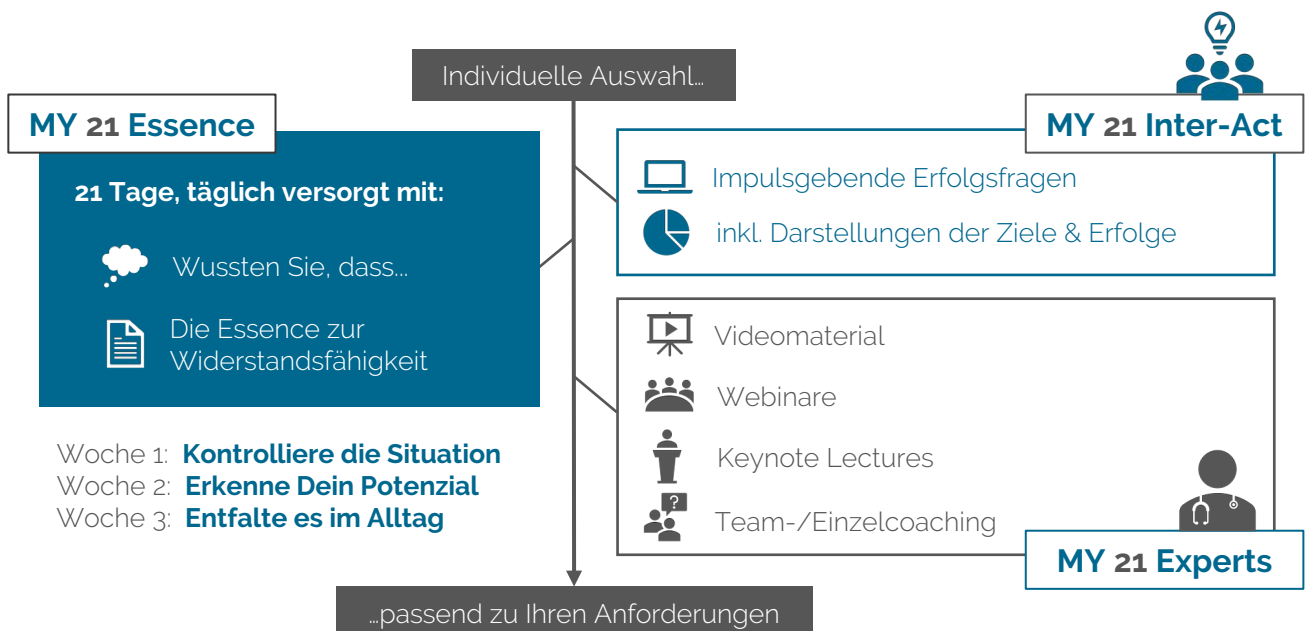 Individuelle Auswahl…
MY 21 Essence
21 Tage, täglich versorgt mit:
Wussten Sie, dass...
Die Essence zur
Widerstandsfähigkeit
Woche 1: Kontrolliere die Situation
Woche 2: Erkenne Dein Potenzial
Woche 3: Entfalte es im Alltag
MY 21 Inter-Act
Impulsgebende Erfolgsfragen
inkl. Darstellungen der Ziele & Erfolge
Videomaterial
Webinare
Keynote Lectures
?
Team-/Einzelcoaching
MY 21 Experts
…passend zu Ihren Anforderungen